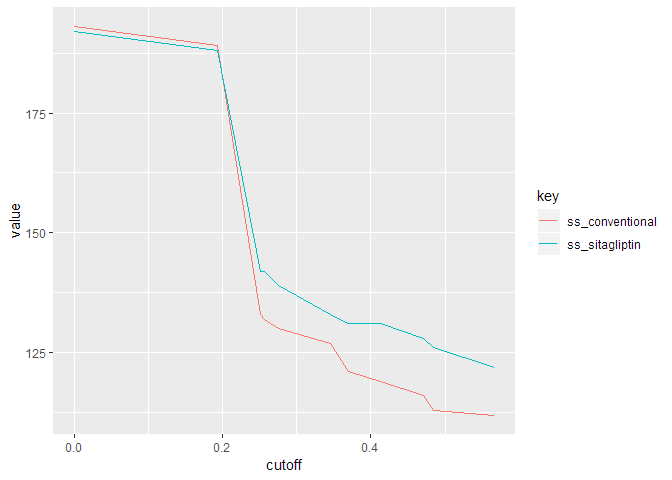 175
150
125
value
0.0
0.2
0.4
cutoff
key
ss_conventional
ss_sitagliptin